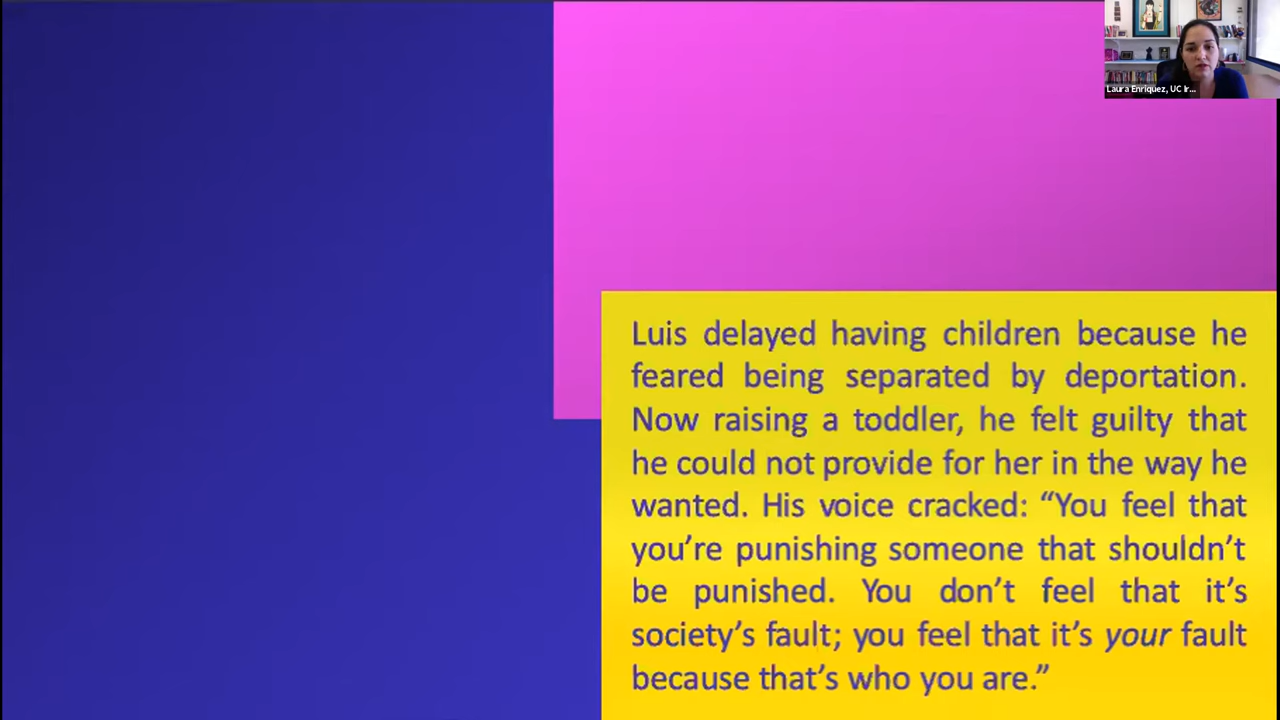 Laura Enriquez, UC Ir...
Luis delayed having children because he
feared being separated by deportation.
Now raising a toddler, he felt guilty that
he could not provide for her in the way he
wanted. His voice cracked: “You feel that
you’re punishing someone that shouldn’t
be punished. You don’t feel that it’s
society’s fault; you feel that it’s your fault
because that’s who you are.”